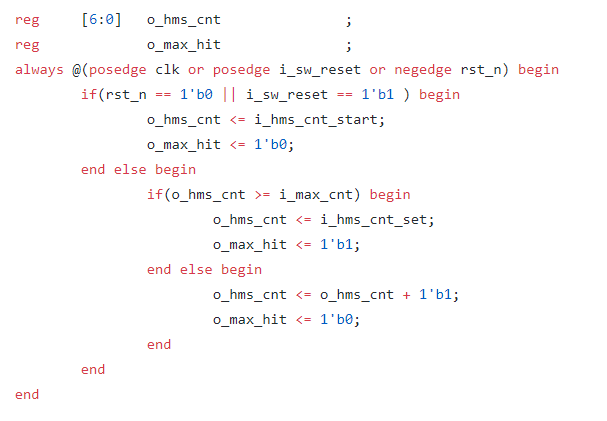 reg     [6:0]   o_hms_cnt               ;
reg             o_max_hit               ;
always @(posedge clk or posedge i_sw_reset or negedge rst_n) begin
        if(rst_n == 1'b0 || i_sw_reset == 1'b1 ) begin
                o_hms_cnt <= i_hms_cnt_start;
                o_max_hit <= 1'b0;
        end else begin
                if(o_hms_cnt >= i_max_cnt) begin
                        o_hms_cnt <= i_hms_cnt_set;
                        o_max_hit <= 1'b1;
                end else begin
                        o_hms_cnt <= o_hms_cnt + 1'b1;
                        o_max_hit <= 1'b0;
                end
        end
end